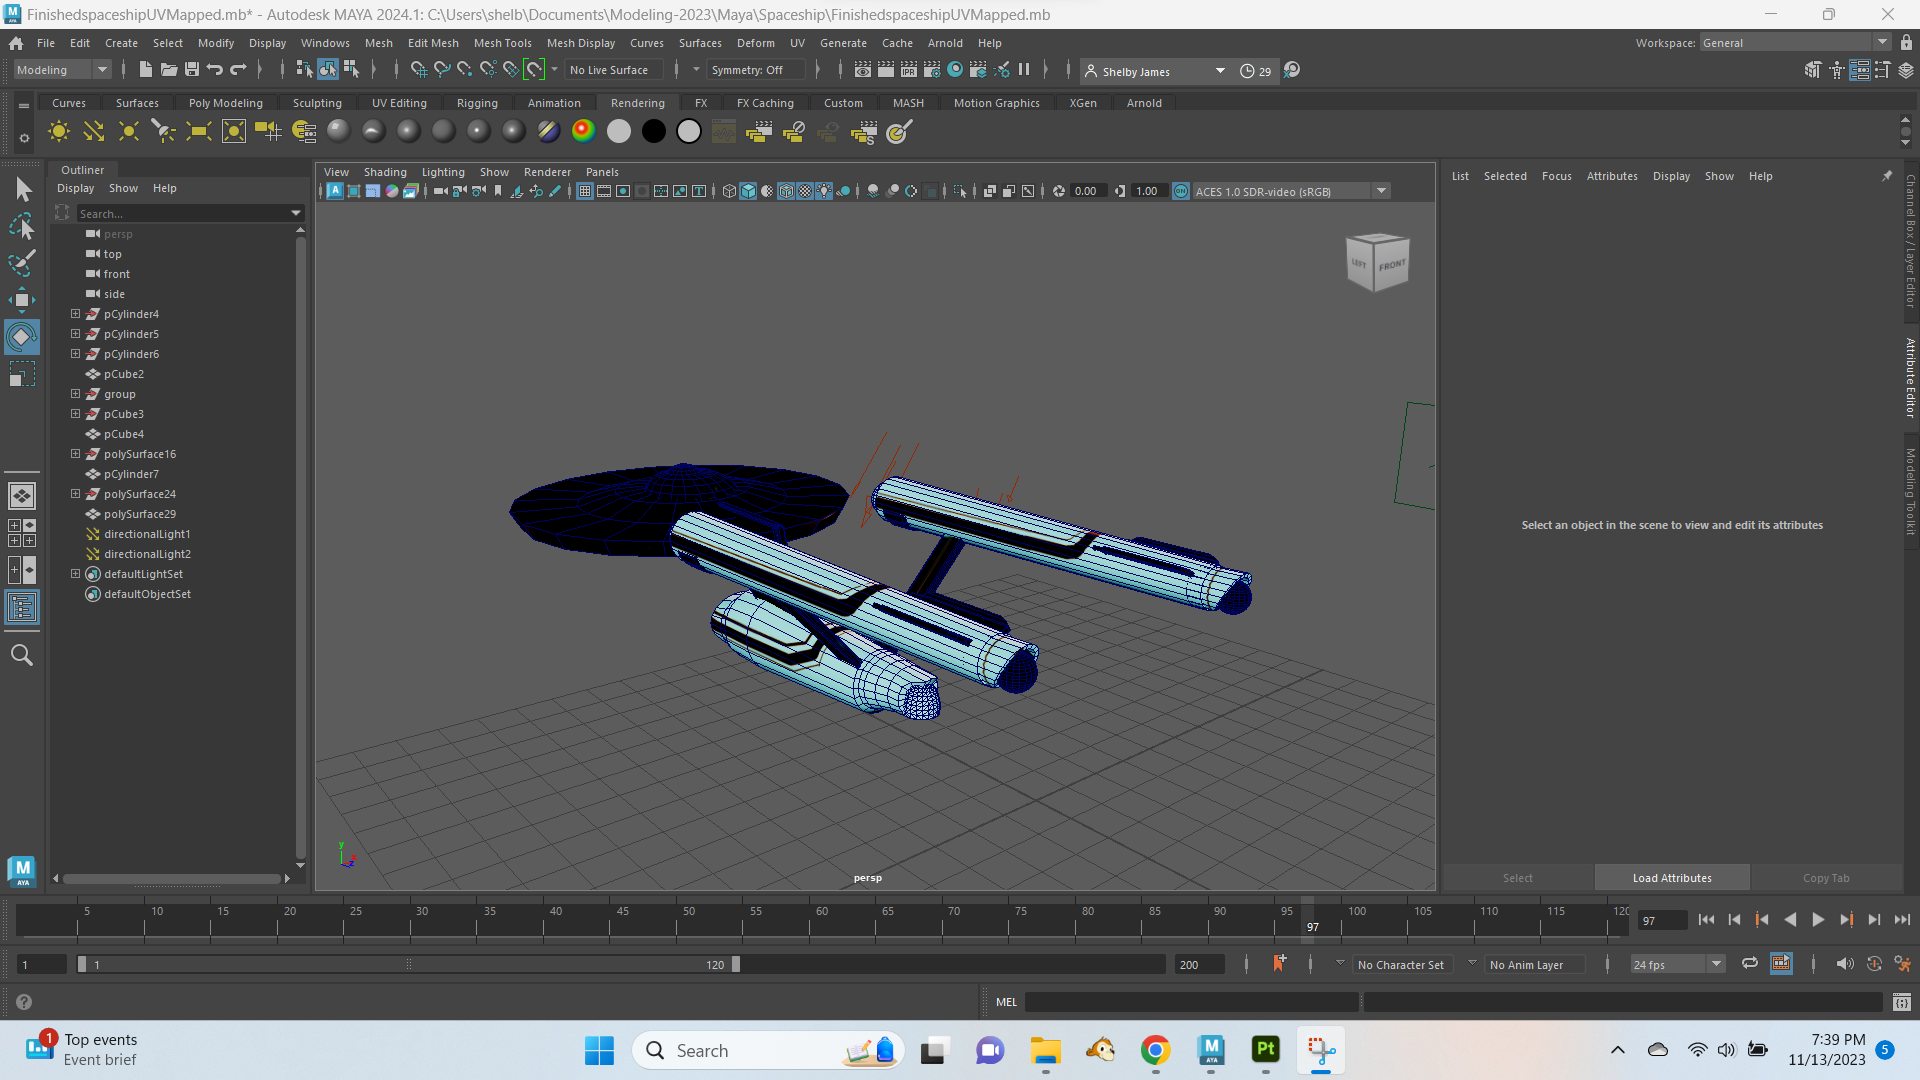 FinishedspaceshipUVMapped.mb* - Autodesk MAYA 2024.1: C:\Users\shelb\Documents\Modeling-2023\Maya\Spaceship\FinishedspaceshipUVMapped.mb
File Edit Create Select Modify Display Windows Mesh Edit Mesh Mesh Tools Mesh Display Curves Surfaces Deform UV Generate Cache Arnold Help
Workspace: General
Modeling
No Live Surface
Symmetry: Off
IPR
Shelby James
29
Curves Surfaces Poly Modeling Sculpting UV Editing Rigging Animation Rendering FX FX Caching Custom MASH Motion Graphics XGen Arnold
Outliner
Display Show Help
Search...
persp
top
front
side
pCylinder4
pCylinder5
pCylinder6
pCube2
group
pCube3
pCube4
polySurface16
pCylinder7
polySurface24
polySurface29
directionalLight1
directionalLight2
defaultLightSet
defaultObjectSet
M
AYA
View Shading Lighting Show Renderer Panels
0.00
1.00
ON
ACES 1.0 SDR-video (sRGB)
LEFT FRONT
y
x
z
persp
List Selected Focus Attributes Display Show Help
Select an object in the scene to view and edit its attributes
Select
Load Attributes
Copy Tab
Channel Box / Layer Editor
Attribute Editor
Modeling Toolkit
5 10 15 20 25 30 35 40 45 50 55 60 65 70 75 80 85 90 95 100 105 110 115 120
97
97
1
1
120
200
No Character Set
No Anim Layer
24 fps
MEL
1
Top events
Event brief
Search
M
AYA
Pt
7:39 PM
11/13/2023
5